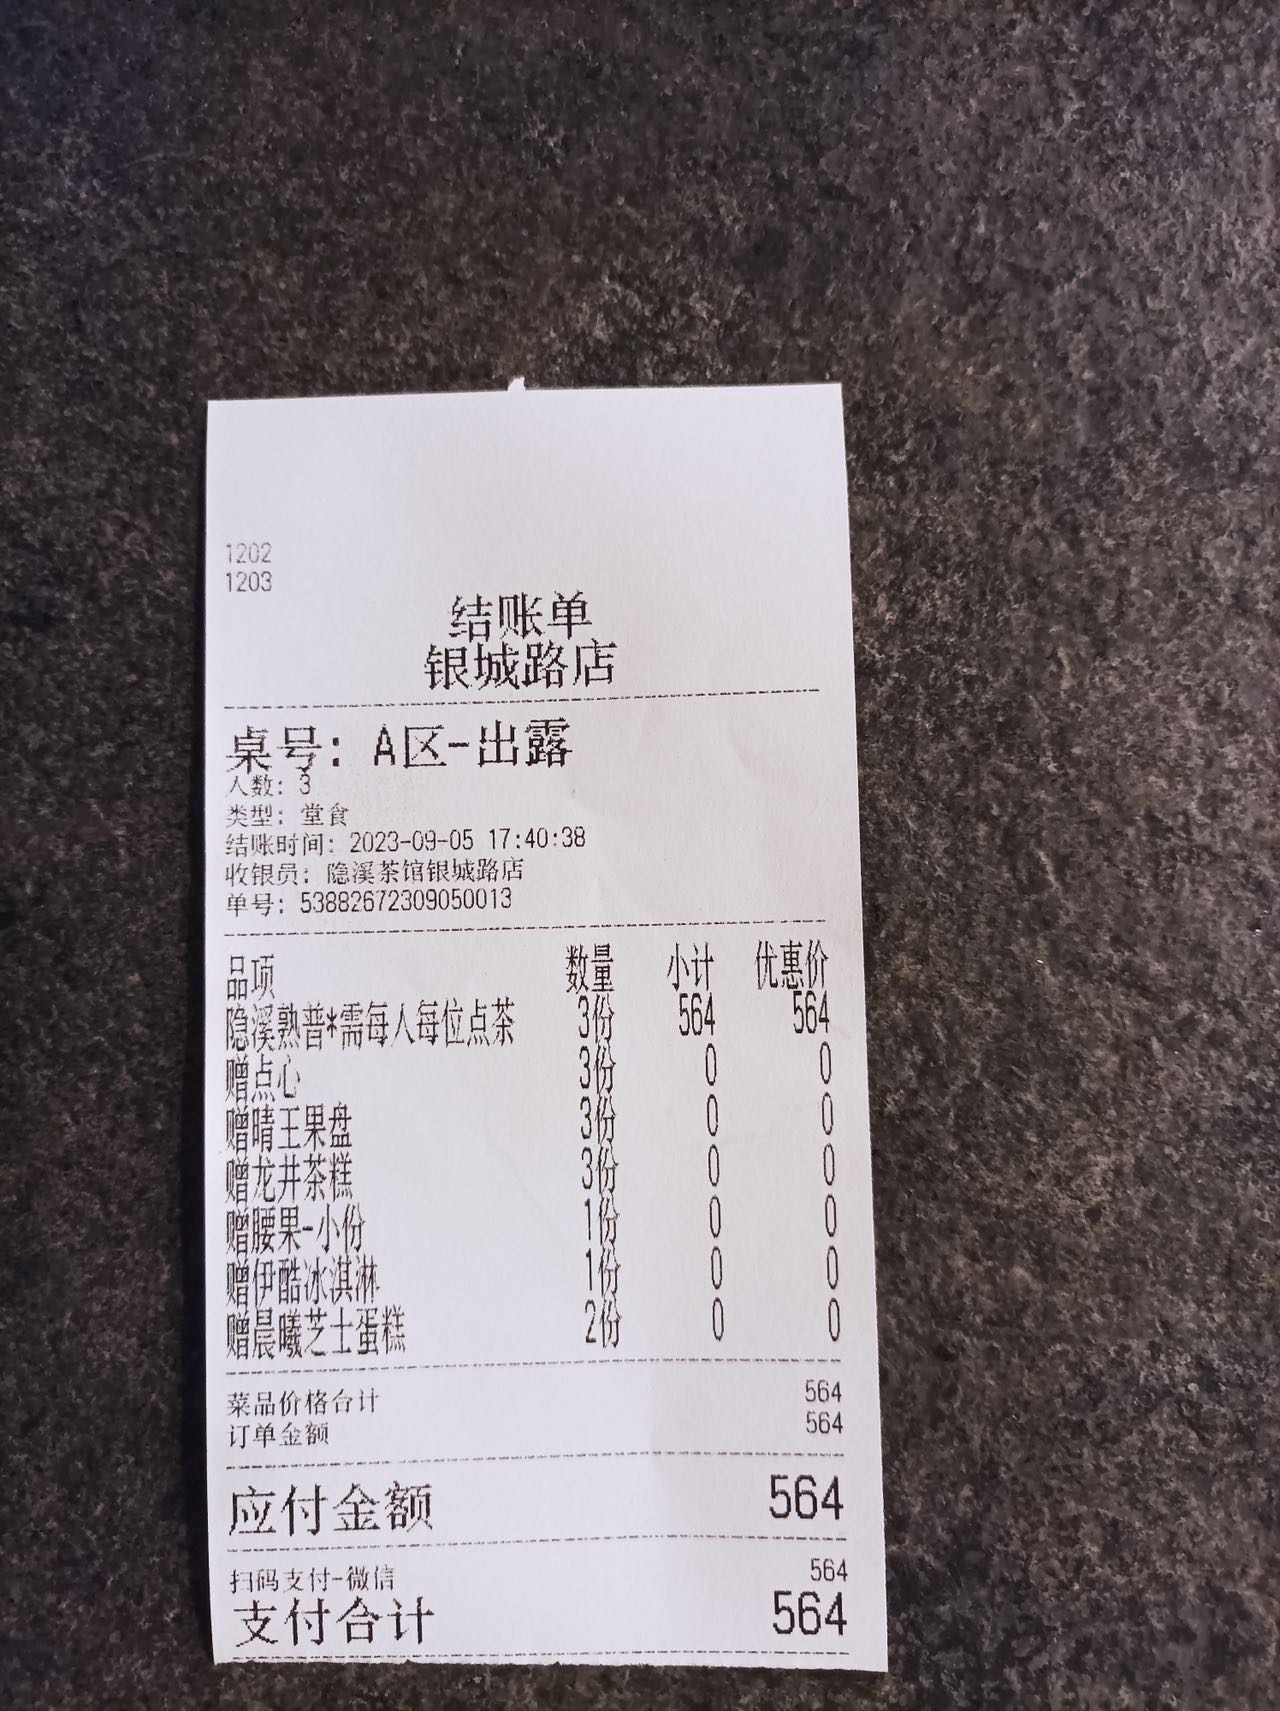 1202
1203
结账单
银城路店
桌号: A区-出露
人数: 3
类型: 堂食
结账时间: 2023-09-05 17:40:38
收银员: 隐溪茶馆银城路店
单号: 53882672309050013
品项 数量 小计 优惠价
隐溪熟普*需每人每位点茶 3份 564 564
赠点心 3份 0 0
赠晴王果盘 3份 0 0
赠龙井茶糕 3份 0 0
赠腰果-小份 1份 0 0
赠伊酷冰淇淋 1份 0 0
赠晨曦芝士蛋糕 2份 0 0
菜品价格合计 564
订单金额 564
应付金额 564
扫码支付-微信 564
支付合计 564